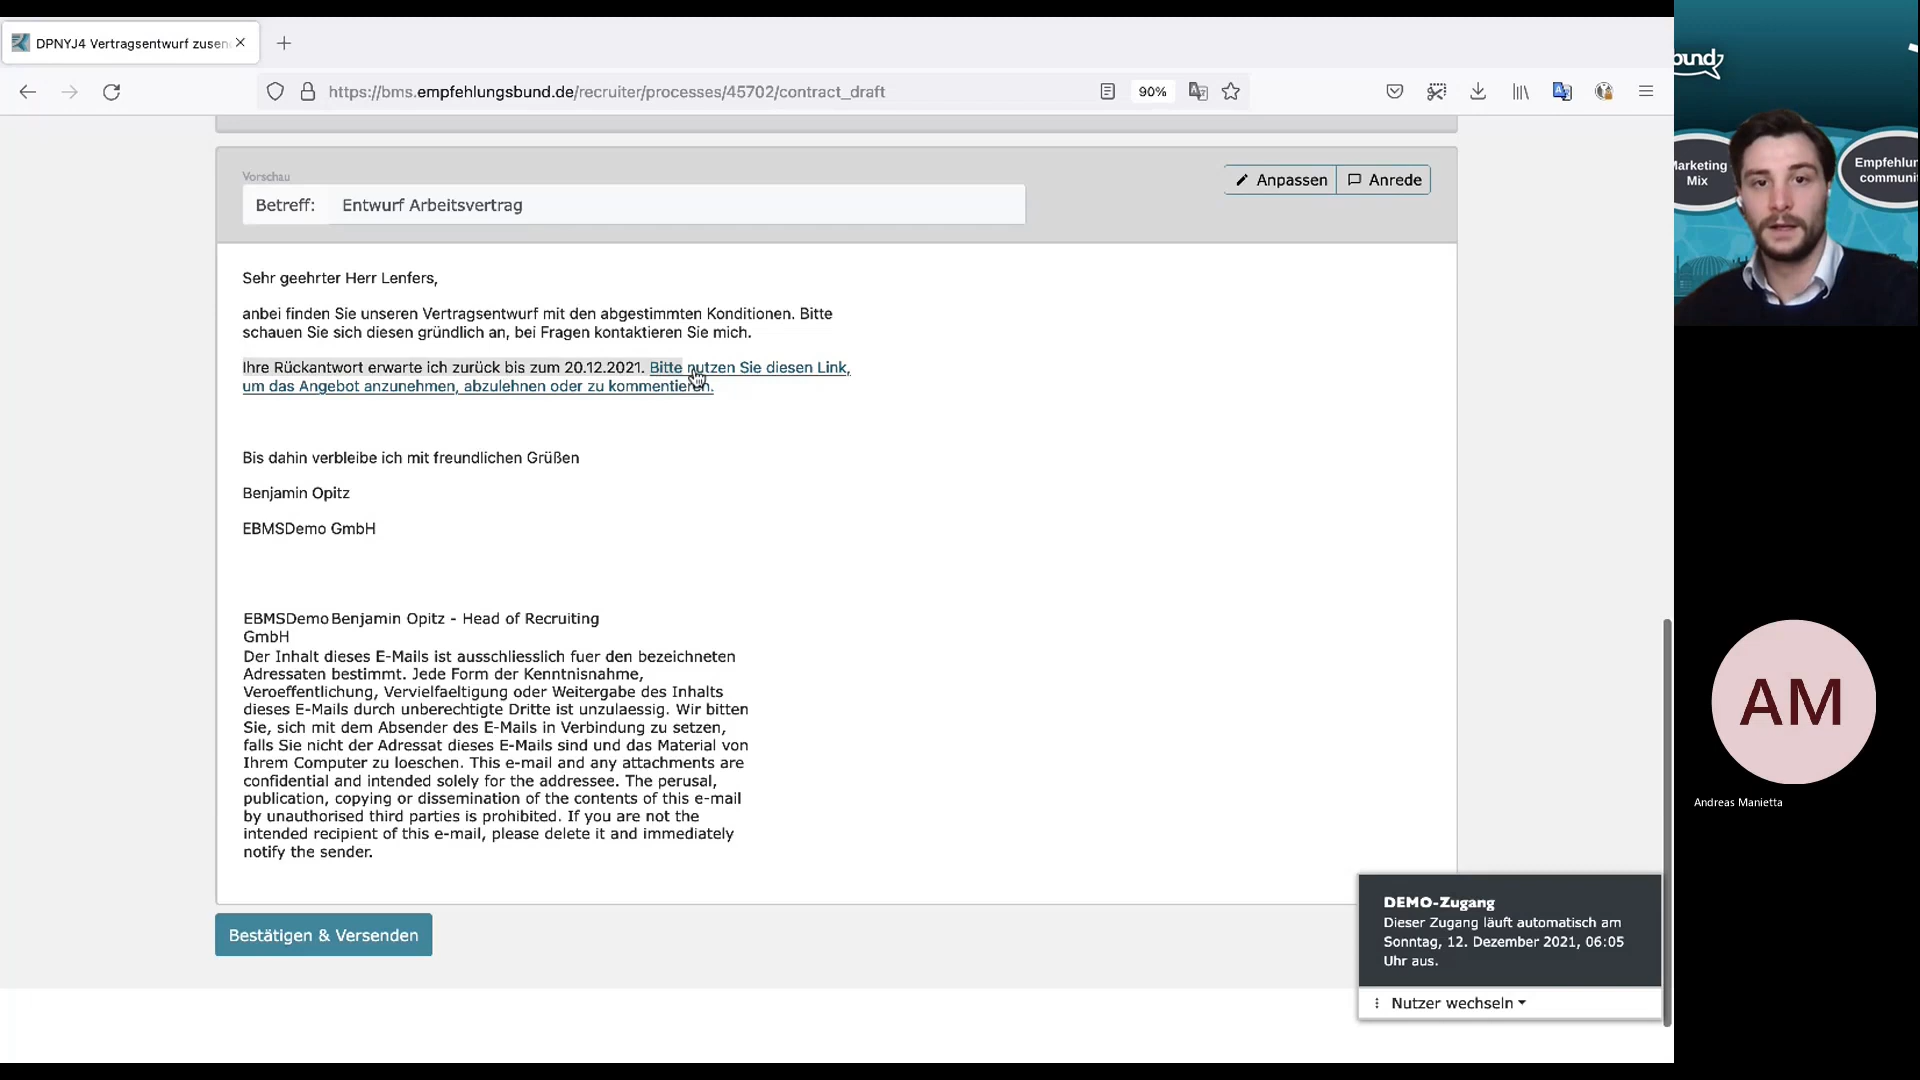 DPNYJ4 Vertragsentwurf zusen
https://bms.empfehlungsbund.de/recruiter/processes/45702/contract_draft
90%
Vorschau
Betreff: Entwurf Arbeitsvertrag
Anpassen
Anrede
Sehr geehrter Herr Lenfers,
anbei finden Sie unseren Vertragsentwurf mit den abgestimmten Konditionen. Bitte
schauen Sie sich diesen gründlich an, bei Fragen kontaktieren Sie mich.
Ihre Rückantwort erwarte ich zurück bis zum 20.12.2021. Bitte nutzen Sie diesen Link,
um das Angebot anzunehmen, abzulehnen oder zu kommentieren.
Bis dahin verbleibe ich mit freundlichen Grüßen
Benjamin Opitz
EBMSDemo GmbH
EBMSDemo Benjamin Opitz - Head of Recruiting
GmbH
Der Inhalt dieses E-Mails ist ausschliesslich fuer den bezeichneten
Adressaten bestimmt. Jede Form der Kenntnisnahme,
Veroeffentlichung, Vervielfaeltigung oder Weitergabe des Inhalts
dieses E-Mails durch unberechtigte Dritte ist unzulaessig. Wir bitten
Sie, sich mit dem Absender des E-Mails in Verbindung zu setzen,
falls Sie nicht der Adressat dieses E-Mails sind und das Material von
Ihrem Computer zu loeschen. This e-mail and any attachments are
confidential and intended solely for the addressee. The perusal,
publication, copying or dissemination of the contents of this e-mail
by unauthorised third parties is prohibited. If you are not the
intended recipient of this e-mail, please delete it and immediately
notify the sender.
Bestätigen & Versenden
DEMO-Zugang
Dieser Zugang läuft automatisch am
Sonntag, 12. Dezember 2021, 06:05
Uhr aus.
Nutzer wechseln
und
Marketing
Mix
Empfehlun
communit
AM
Andreas Manietta